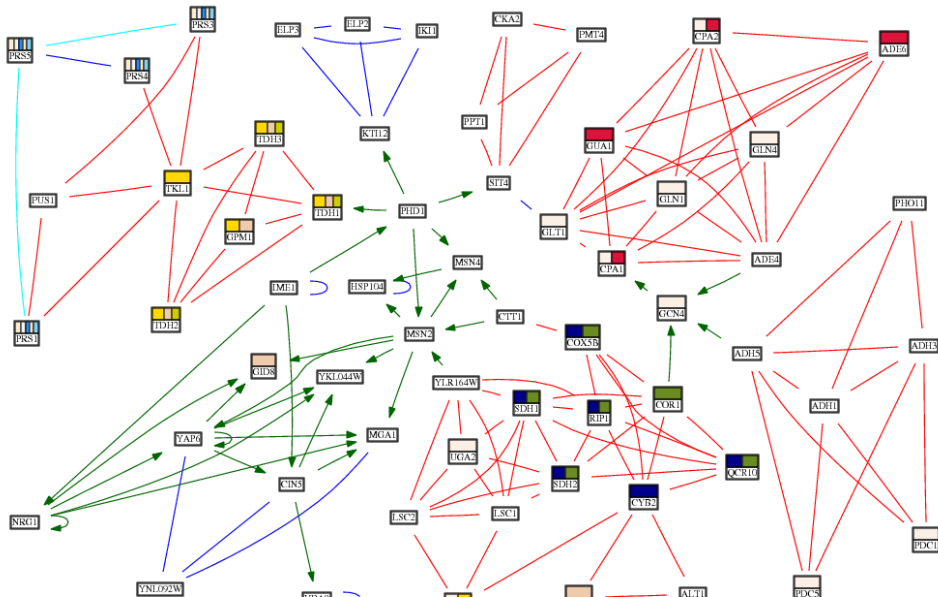 PRS3
CKA2
ELP3
ELP2
IKI1
CPA2
PMT4
ADE6
PRS5
PRS4
PPT1
KTI12
TDH3
GUA1
GLN4
TKL1
SIT4
GLN1
PUS1
TDH1
PHD1
PHO11
GLT1
GPM1
CPA1
ADE4
MSN4
IME1
HSP104
GCN4
CTT1
TDH2
PRS1
MSN2
COX5B
ADH3
ADH5
GID8
YKL044W
YLR164W
SDH1
RIP1
COR1
ADH1
YAP6
MGA1
UGA2
QCR10
CIN5
SDH2
CYB2
NRG1
LSC2
LSC1
PDC1
YNL092W
ALT1
PDC5